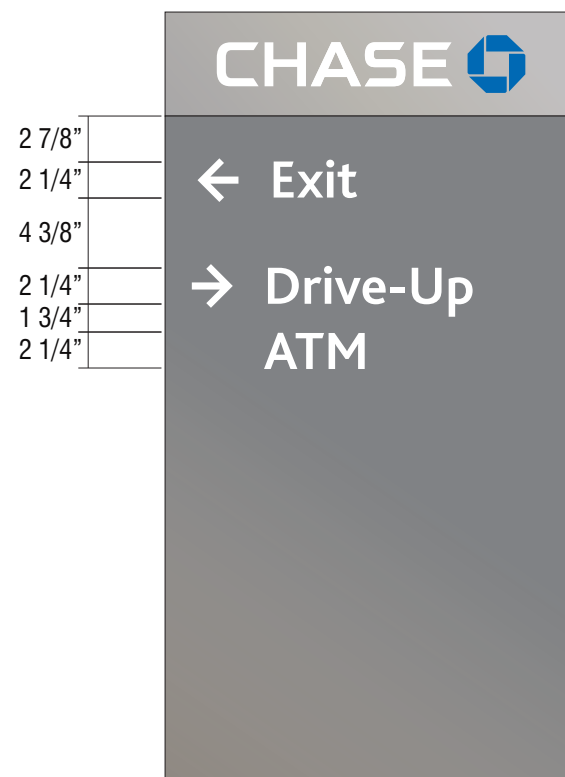 CHASE
2 7/8”
2 1/4”
← Exit
4 3/8”
2 1/4”
→ Drive-Up
1 3/4”
2 1/4”
ATM